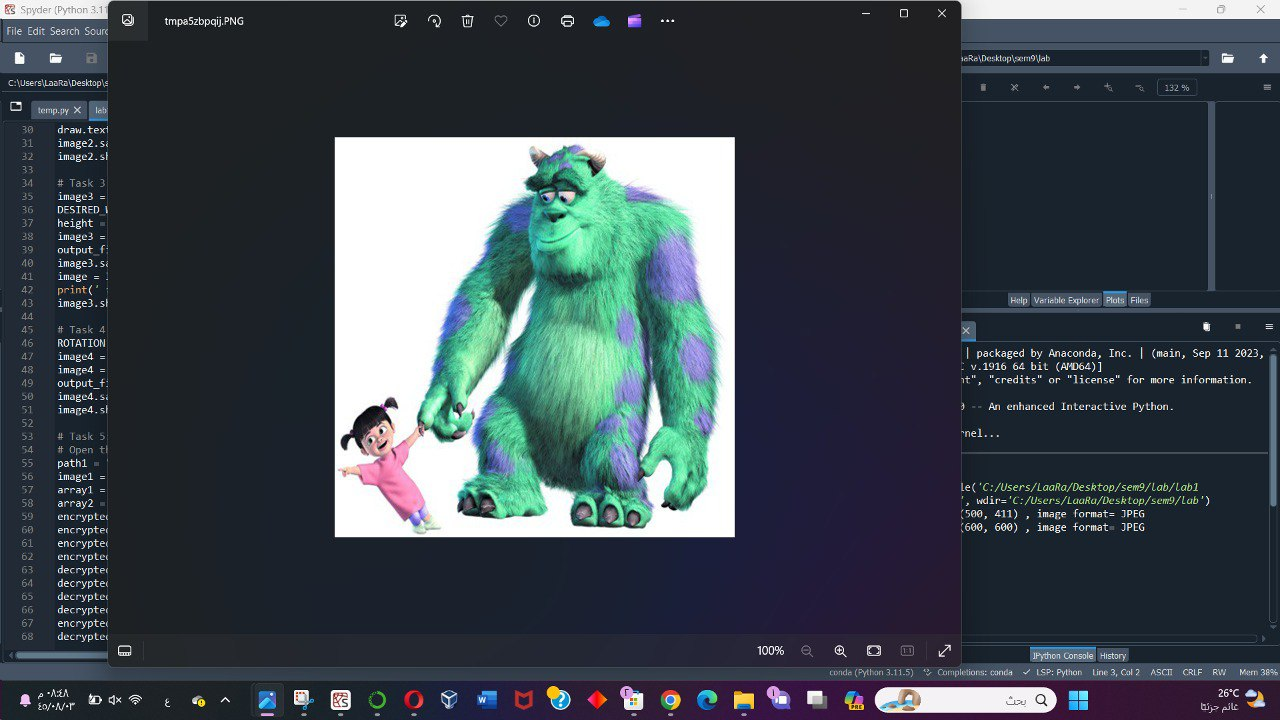 Spyder (Python 3.11)
tmpa5zbpqij.PNG
File Edit Search Sourc
C:\Users\LaaRa\Desktop\s
aaRa\Desktop\sem9\lab
132 %
temp.py
lab
30 draw.text
31 image2.sa
32 image2.sh
33
34 # Task 3
35 image3 =
36 DESIRED_W
37 height =
38 image3 =
39 output_fi
40 image3.sa
41 image = i
42 print(' i
43 image3.sh
44
45 # Task 4
46 ROTATION
47 image4 =
48 image4 =
49 output_fi
50 image4.sa
51 image4.sh
52
53 # Task 5
54 # Open th
55 path1 =
56 image1 =
57 array1 =
58 array2 =
59 encrypted
60 encrypted
61 encrypted
62 encrypted
63 decrypted
64 decrypted
65 decrypted
66 decrypted
67 encrypted
68 decrypted
Help Variable Explorer Plots Files
| packaged by Anaconda, Inc. | (main, Sep 11 2023,
v.1916 64 bit (AMD64)]
nt", "credits" or "license" for more information.
-- An enhanced Interactive Python.
rnel...
le('C:/Users/LaaRa/Desktop/sem9/lab/lab1
', wdir='C:/Users/LaaRa/Desktop/sem9/lab')
(500, 411) , image format= JPEG
(600, 600) , image format= JPEG
100%
IPython Console History
conda (Python 3.11.5) Completions: conda LSP: Python Line 3, Col 2 ASCII CRLF RW Mem 38%
ع
بحث
PRE
26°C
غائم جزئيًا